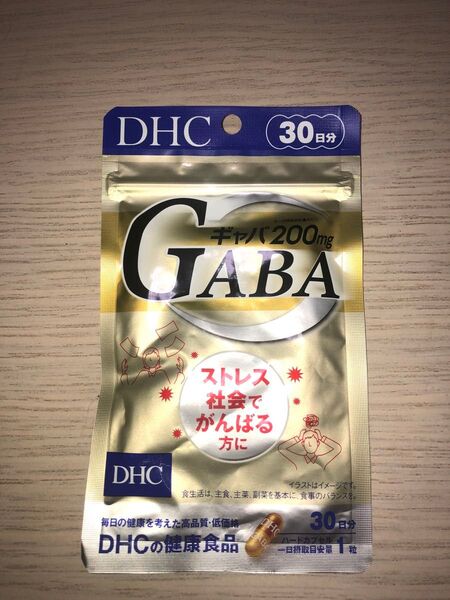 DHC
30日分
ギャバ200mg
GABA
ストレス
社会で
がんばる
方に
DHC
イラストはイメージです。
食生活は、主食、主菜、副菜を基本に、食事のバランスを。
毎日の健康を考えた高品質・低価格
DHCの健康食品
DHC
30日分
ハードカプセル
一日摂取目安量1粒